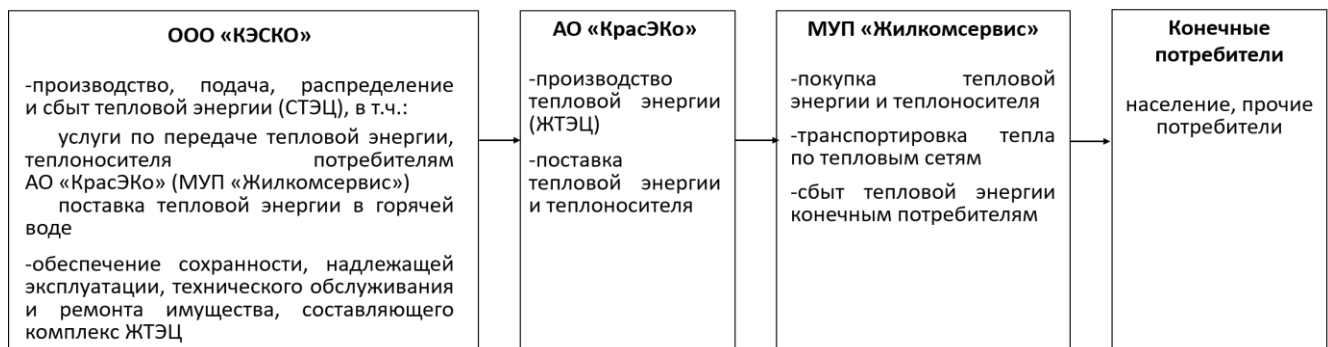 ООО «КЭСКО»
-производство, подача, распределение
и сбыт тепловой энергии (СТЭЦ), в т.ч.:
услуги по передаче тепловой энергии,
теплоносителя потребителям
АО «КрасЭКо» (МУП «Жилкомсервис»)
поставка тепловой энергии в горячей
воде
-обеспечение сохранности, надлежащей
эксплуатации, технического обслуживания
и ремонта имущества, составляющего
комплекс ЖТЭЦ
АО «КрасЭКо»
-производство
тепловой энергии
(ЖТЭЦ)
-поставка
тепловой энергии
и теплоносителя
МУП «Жилкомсервис»
-покупка тепловой
энергии и теплоносителя
-транспортировка тепла
по тепловым сетям
-сбыт тепловой энергии
конечным потребителям
Конечные
потребители
население, прочие
потребители